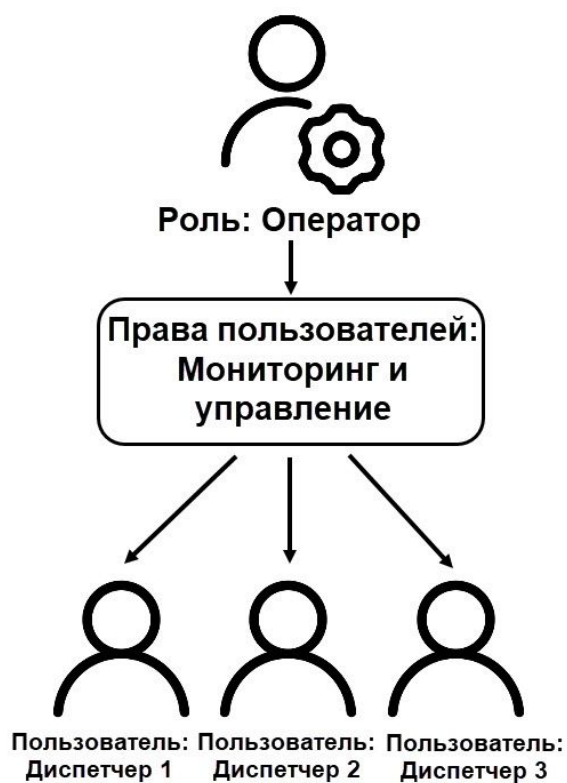 Роль: Оператор
Права пользователей:
Мониторинг и
управление
Пользователь:
Диспетчер 1
Пользователь:
Диспетчер 2
Пользователь:
Диспетчер 3